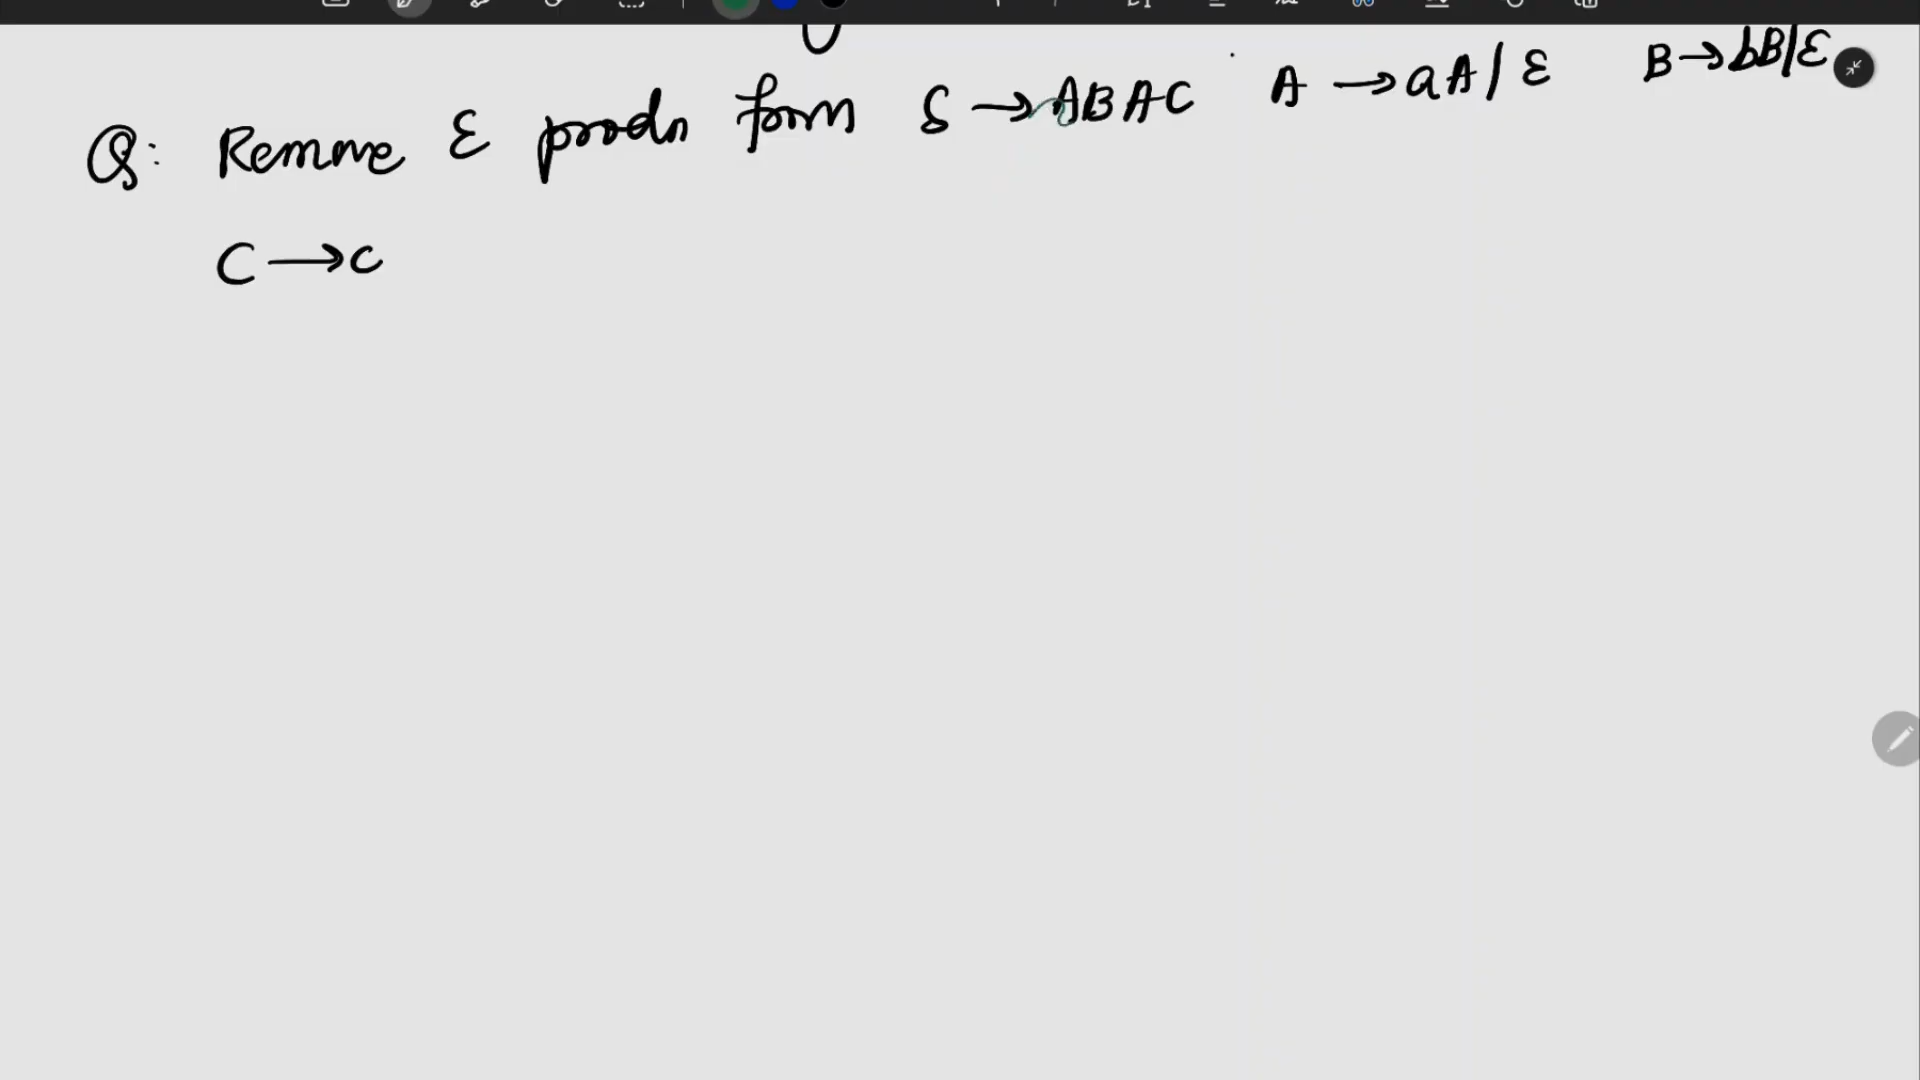 Q: Remove ε prodn from S → ABAC A → aA/ε B → bB/ε
C → c